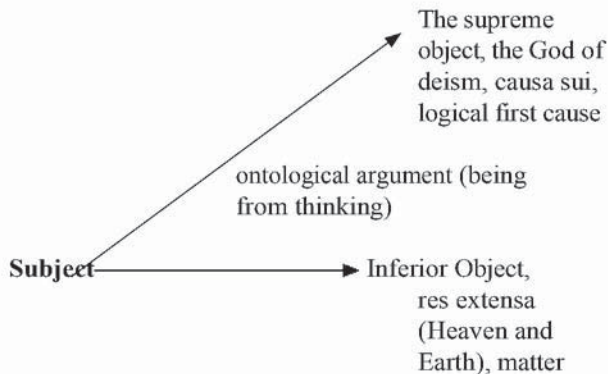 The supreme
object, the God of
deism, causa sui,
logical first cause
ontological argument (being
from thinking)
Subject
Inferior Object,
res extensa
(Heaven and
Earth), matter